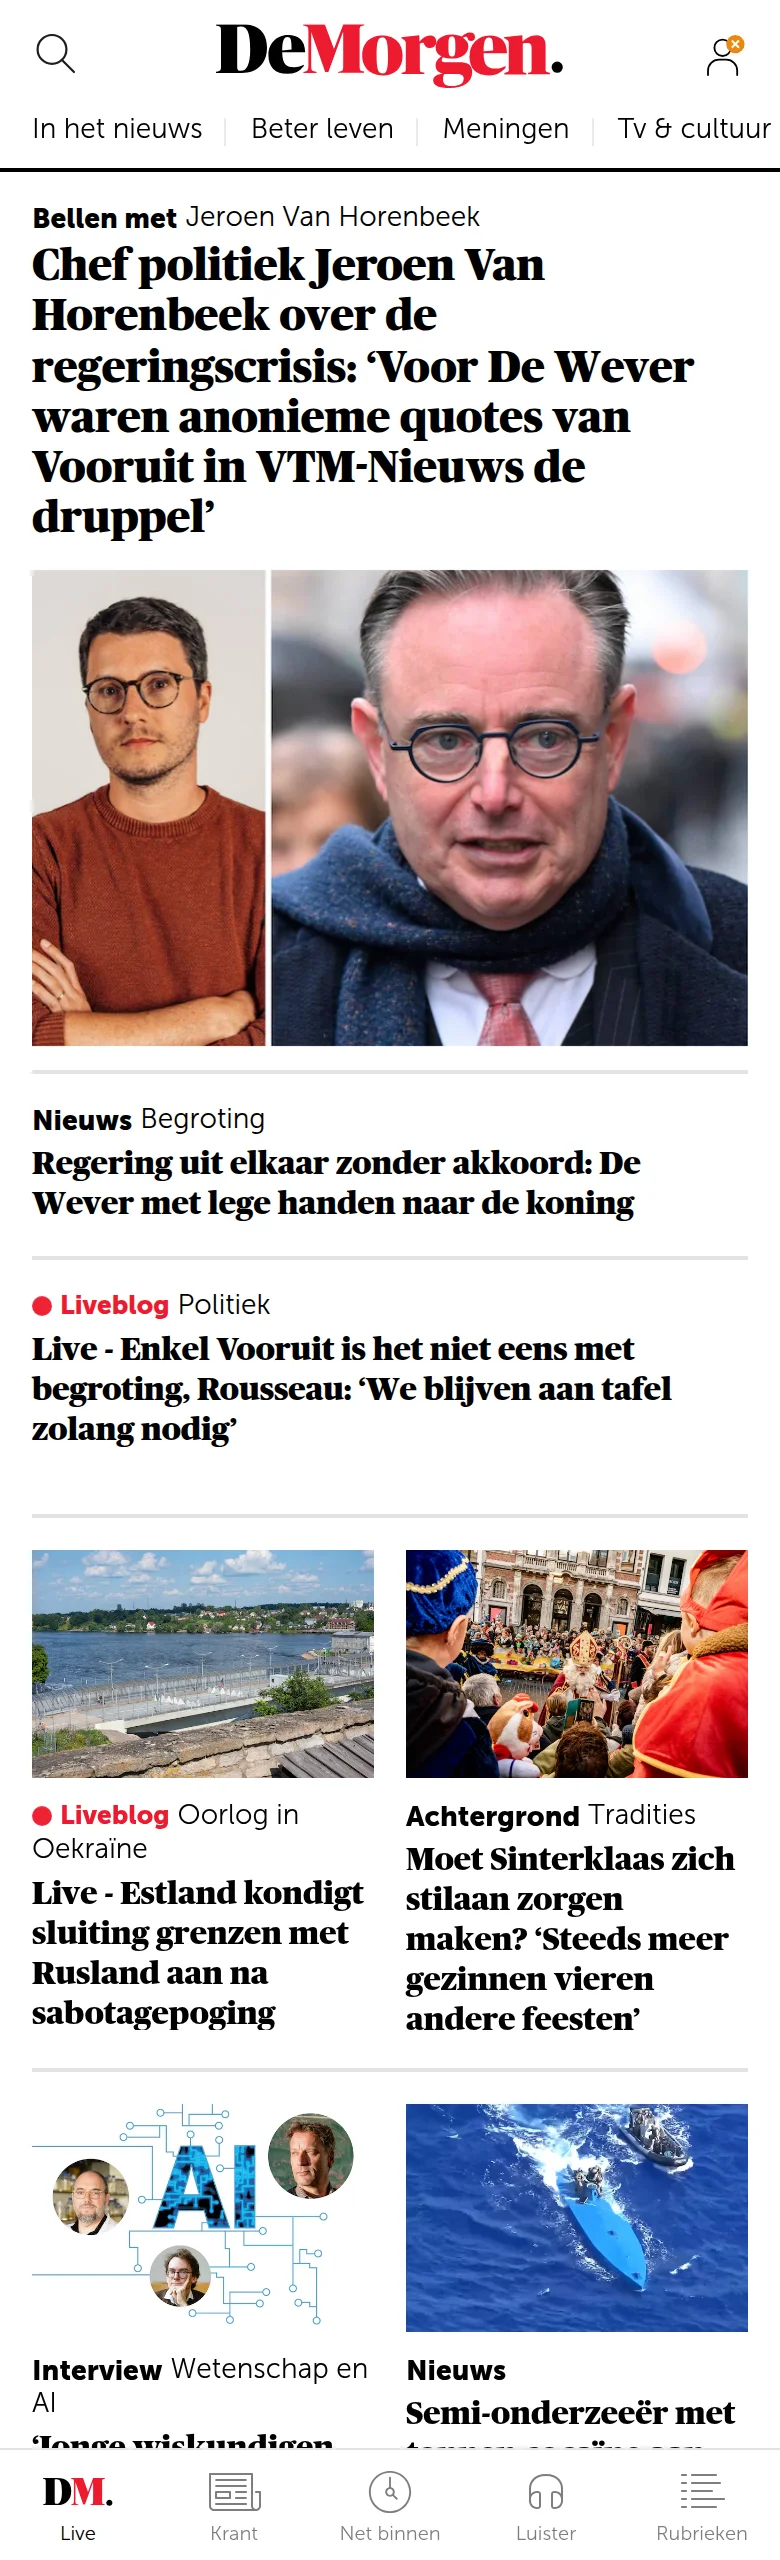 DeMorgen.
In het nieuws
Beter leven
Meningen
Tv & cultuur
Bellen met Jeroen Van Horenbeek
Chef politiek Jeroen Van
Horenbeek over de
regeringscrisis: ‘Voor De Wever
waren anonieme quotes van
Vooruit in VTM-Nieuws de
druppel’
Nieuws Begroting
Regering uit elkaar zonder akkoord: De
Wever met lege handen naar de koning
Liveblog Politiek
Live - Enkel Vooruit is het niet eens met
begroting, Rousseau: ‘We blijven aan tafel
zolang nodig’
Liveblog Oorlog in
Oekraïne
Live - Estland kondigt
sluiting grenzen met
Rusland aan na
sabotagepoging
Achtergrond Tradities
Moet Sinterklaas zich
stilaan zorgen
maken? ‘Steeds meer
gezinnen vieren
andere feesten’
AI
Interview Wetenschap en
AI
‘Jonge wiskundigen
Nieuws
Semi-onderzeeër met
DM.
Live
Krant
Net binnen
Luister
Rubrieken